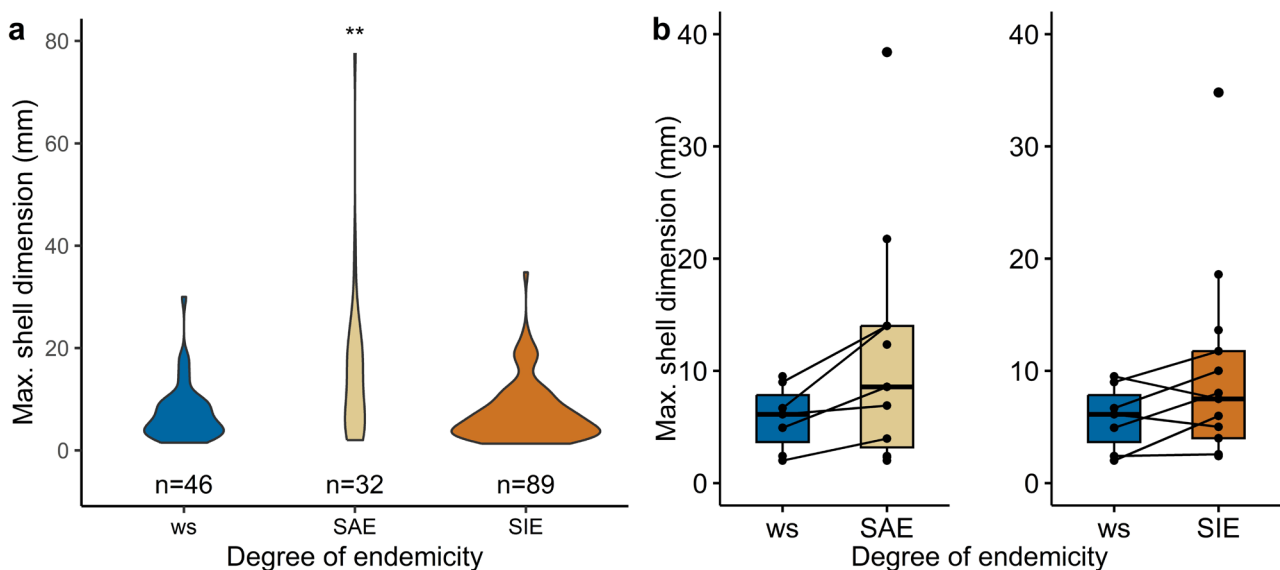 a
**
Max. shell dimension (mm)
80
60
40
20
0
n=46 n=32 n=89
ws SAE SIE
Degree of endemicity
b
Max. shell dimension (mm)
40
30
20
10
0
ws SAE
40
30
20
10
0
ws SIE
Degree of endemicity